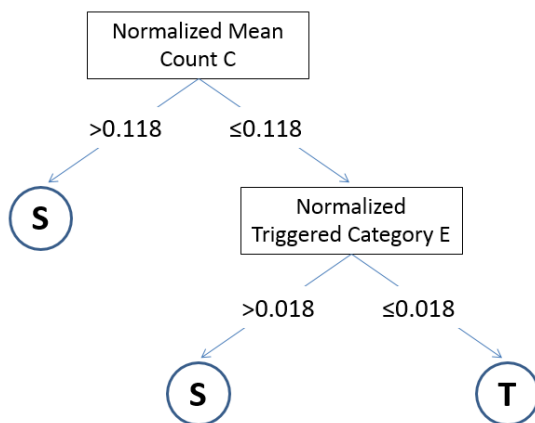 Normalized Mean
Count C
>0.118
≤0.118
S
Normalized
Triggered Category E
>0.018
≤0.018
S
T